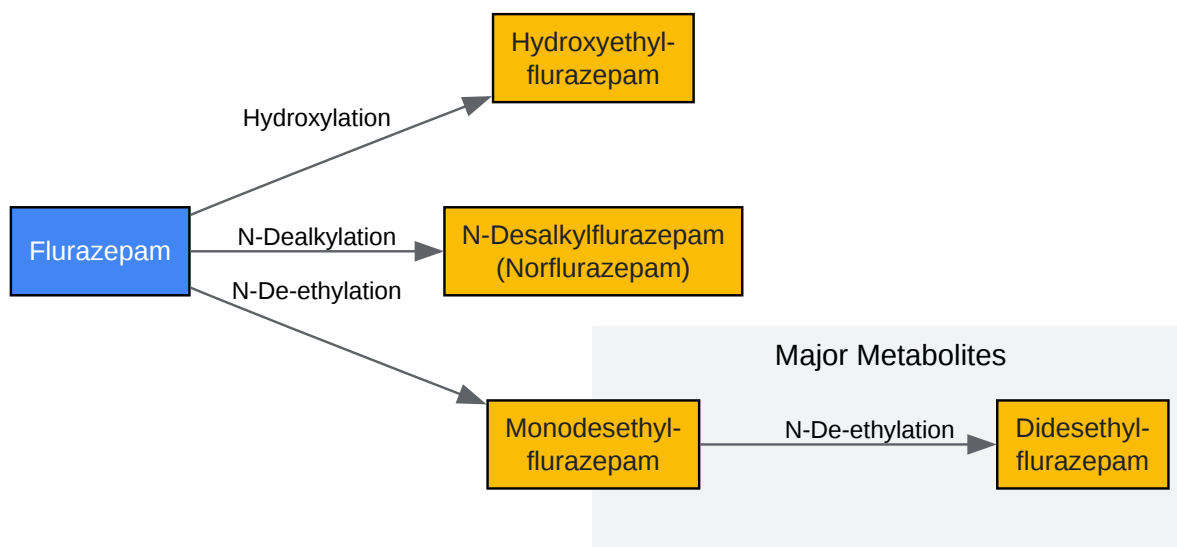 Hydroxyethyl-
flurazepam
Hydroxylation
Flurazepam
N-Dealkylation
N-Desalkylflurazepam
(Norflurazepam)
N-De-ethylation
Major Metabolites
Monodesethyl-
flurazepam
N-De-ethylation
Didesethyl-
flurazepam